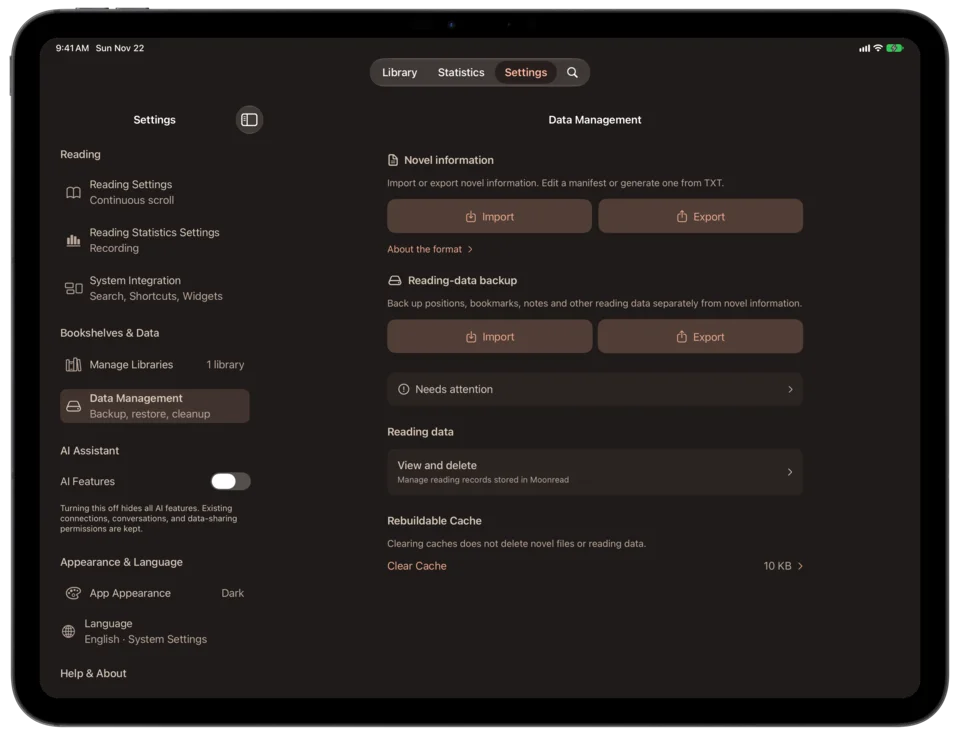 9:41 AM Sun Nov 22
Library Statistics Settings
Settings
Reading
Reading Settings
Continuous scroll
Reading Statistics Settings
Recording
System Integration
Search, Shortcuts, Widgets
Bookshelves & Data
Manage Libraries 1 library
Data Management
Backup, restore, cleanup
AI Assistant
AI Features
Turning this off hides all AI features. Existing
connections, conversations, and data-sharing
permissions are kept.
Appearance & Language
App Appearance Dark
Language
English · System Settings
Help & About
Data Management
Novel information
Import or export novel information. Edit a manifest or generate one from TXT.
Import Export
About the format
Reading-data backup
Back up positions, bookmarks, notes and other reading data separately from novel information.
Import Export
Needs attention
Reading data
View and delete
Manage reading records stored in Moonread
Rebuildable Cache
Clearing caches does not delete novel files or reading data.
Clear Cache 10 KB